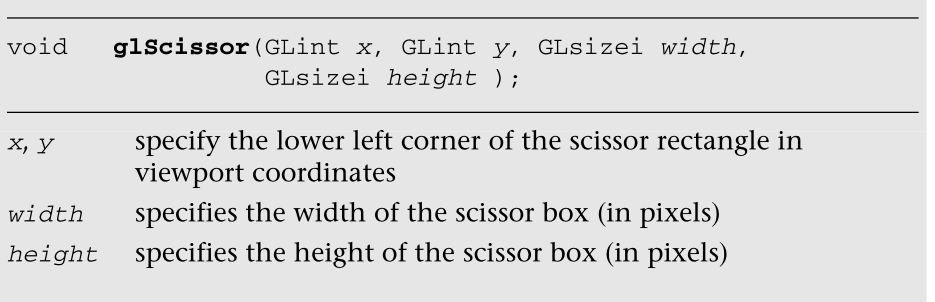 void glScissor(GLint x, GLint y, GLsizei width,
GLsizei height );
x, y specify the lower left corner of the scissor rectangle in
viewport coordinates
width specifies the width of the scissor box (in pixels)
height specifies the height of the scissor box (in pixels)